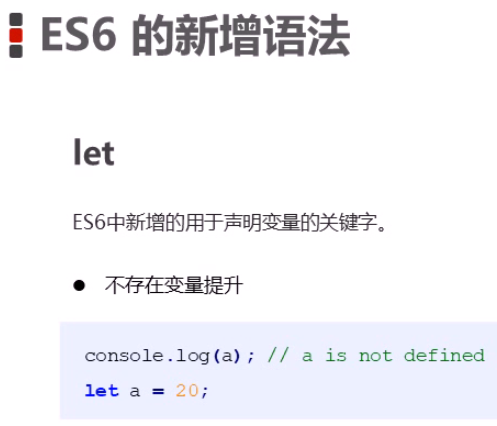 ES6 的新增语法
let
ES6中新增的用于声明变量的关键字。
● 不存在变量提升
console.log(a); // a is not defined
let a = 20;